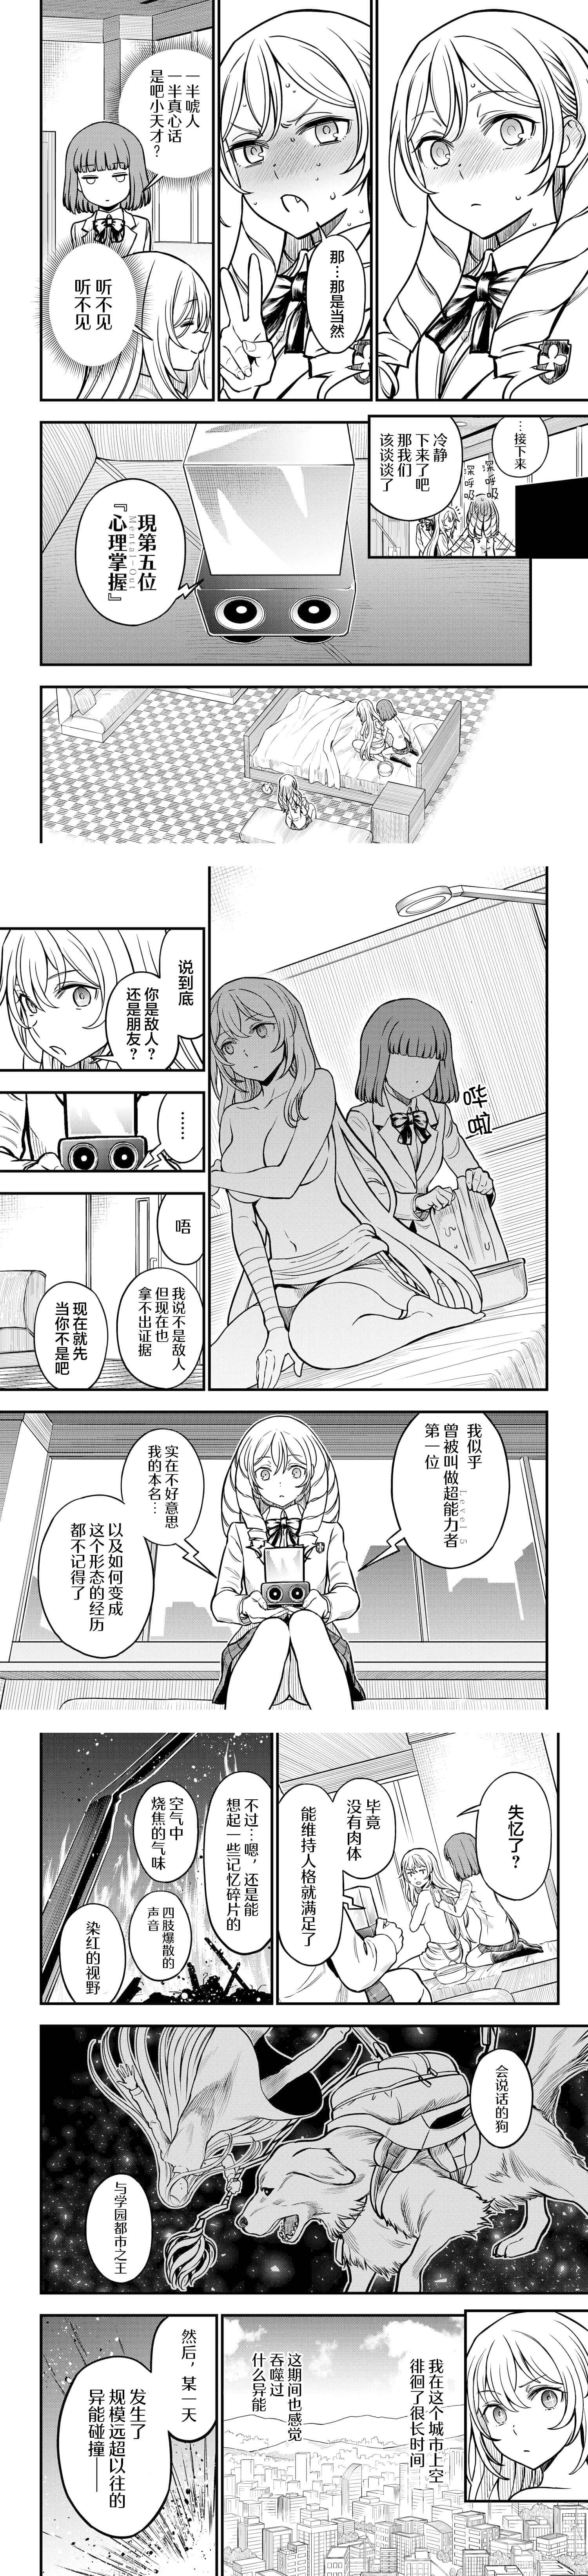 那…那是当然
一半唬人
一半真心话
是吧小天才？
听不见
听不见
…接下来
深呼吸
深呼吸
冷静
下来了吧
那我们
该谈谈了
現第五位
『心理掌握』
Mental-Out
哗啦
说到底
你是敌人？
还是朋友？
……
唔
我说不是敌人
但现在也
拿不出证据
现在就先
当你不是吧
我似乎
曾被叫做超能力者
Level 5
第一位
实在不好意思
我的本名…
以及如何变成
这个形态的经历
都不记得了
失忆了？
毕竟
没有肉体
能维持人格就满足了
不过…嗯，还是能
想起一些记忆碎片的
空气中
烧焦的气味
四肢爆散的
声音
染红的视野
会说话的狗
与学园都市之王
我在这个城市上空
徘徊了很长时间
这期间也感觉
吞噬过
什么异能
然后，某一天
发生了
规模远超以往的
异能碰撞——